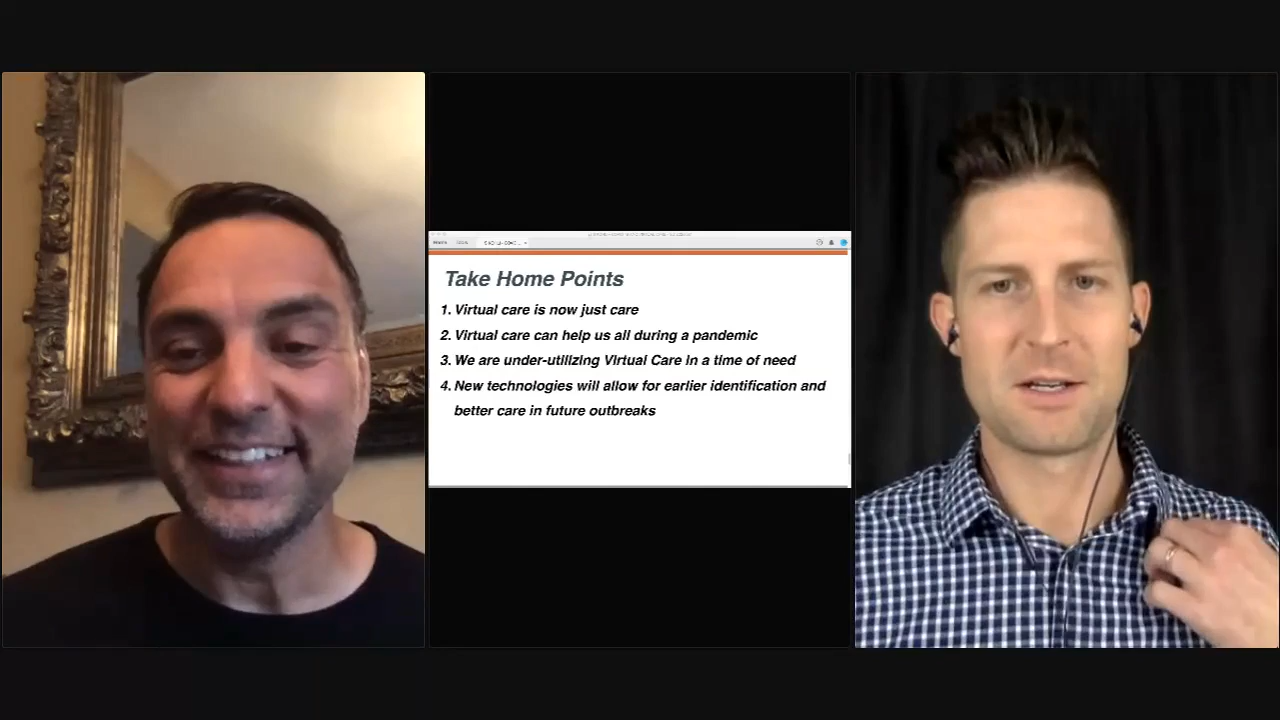 Take Home Points
1. Virtual care is now just care
2. Virtual care can help us all during a pandemic
3. We are under-utilizing Virtual Care in a time of need
4. New technologies will allow for earlier identification and
better care in future outbreaks